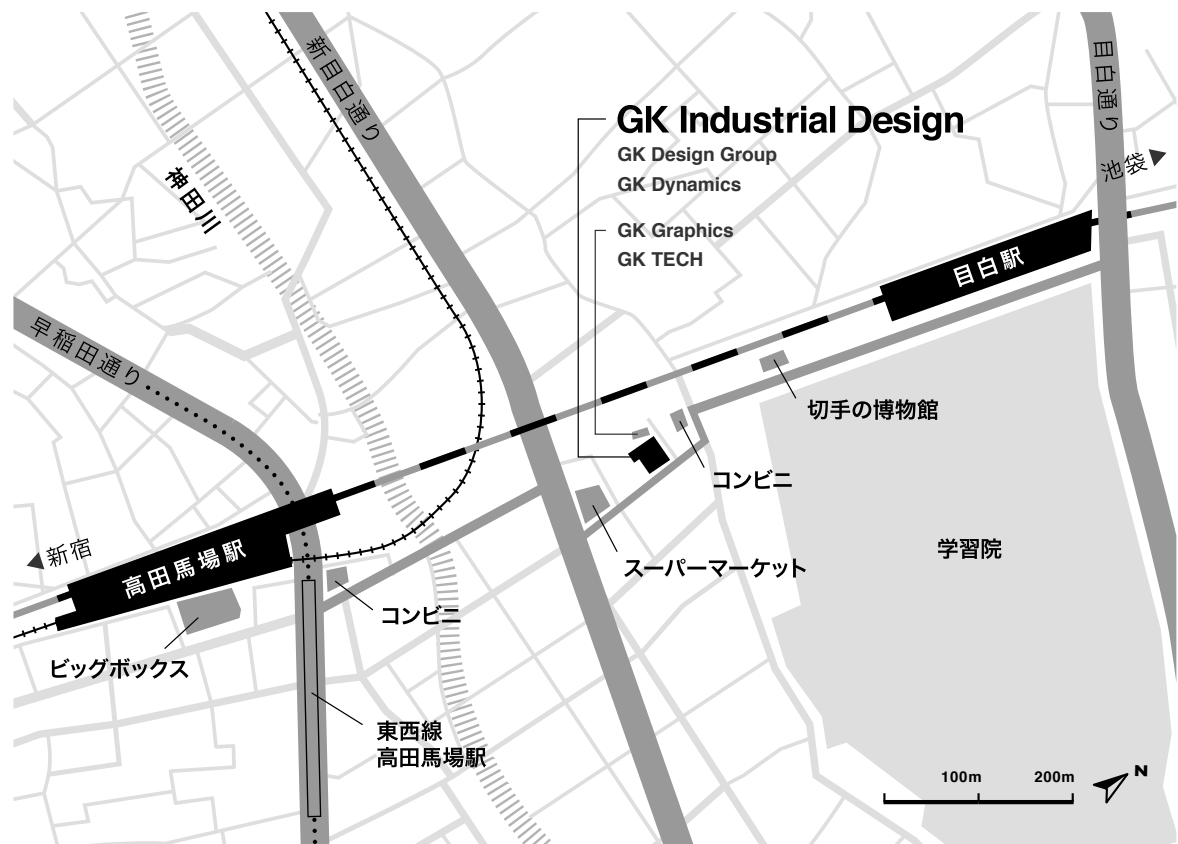 新目白通り
目白通り
池袋
神田川
GK Industrial Design
GK Design Group
GK Dynamics
GK Graphics
GK TECH
目白駅
早稲田通り
切手の博物館
コンビニ
新宿
高田馬場駅
スーパーマーケット
学習院
コンビニ
ビッグボックス
東西線
高田馬場駅
100m
200m
N